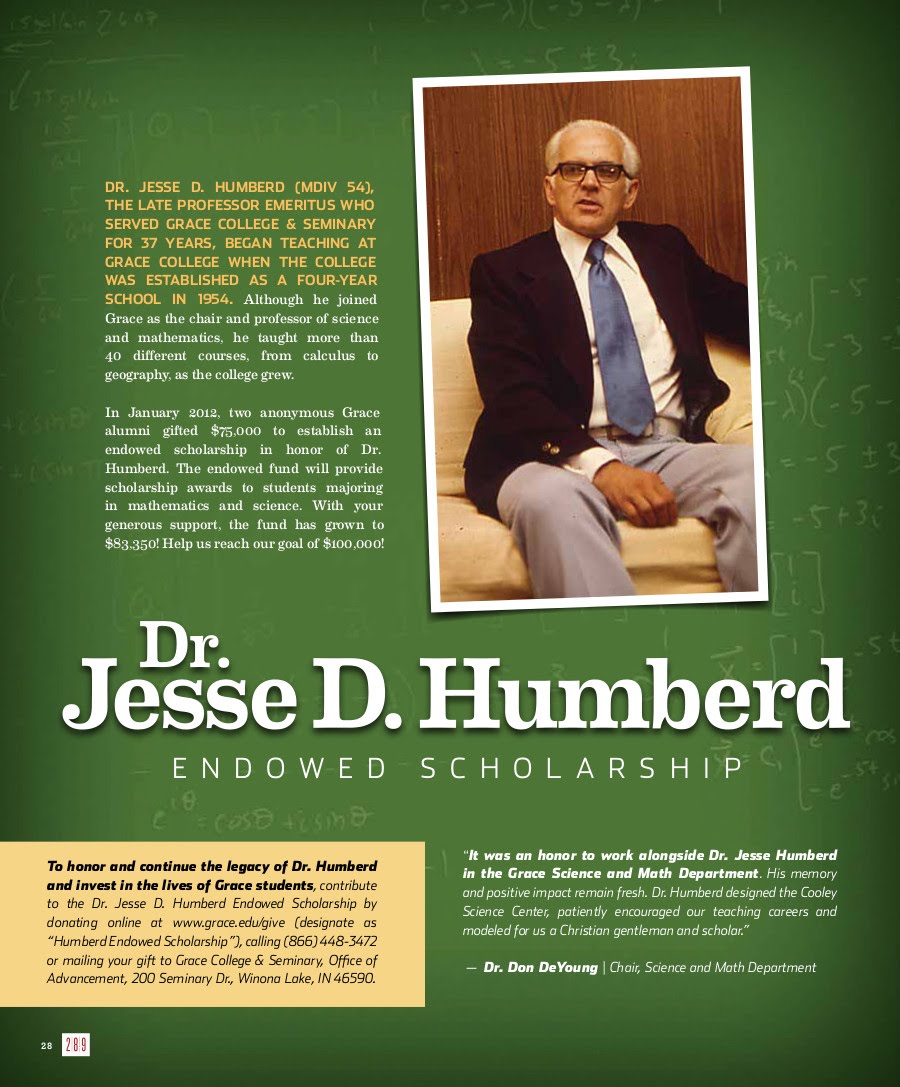 DR. JESSE D. HUMBERD (MDIV 54),
THE LATE PROFESSOR EMERITUS WHO
SERVED GRACE COLLEGE & SEMINARY
FOR 37 YEARS, BEGAN TEACHING AT
GRACE COLLEGE WHEN THE COLLEGE
WAS ESTABLISHED AS A FOUR-YEAR
SCHOOL IN 1954. Although he joined
Grace as the chair and professor of science
and mathematics, he taught more than
40 different courses, from calculus to
geography, as the college grew.
In January 2012, two anonymous Grace
alumni gifted $75,000 to establish an
endowed scholarship in honor of Dr.
Humberd. The endowed fund will provide
scholarship awards to students majoring
in mathematics and science. With your
generous support, the fund has grown to
$83,350! Help us reach our goal of $100,000!
Dr.
Jesse D. Humberd
ENDOWED SCHOLARSHIP
e^iθ = cosθ + i sinθ
To honor and continue the legacy of Dr. Humberd
and invest in the lives of Grace students, contribute
to the Dr. Jesse D. Humberd Endowed Scholarship by
donating online at www.grace.edu/give (designate as
“Humberd Endowed Scholarship”), calling (866) 448-3472
or mailing your gift to Grace College & Seminary, Office of
Advancement, 200 Seminary Dr., Winona Lake, IN 46590.
“It was an honor to work alongside Dr. Jesse Humberd
in the Grace Science and Math Department. His memory
and positive impact remain fresh. Dr. Humberd designed the Cooley
Science Center, patiently encouraged our teaching careers and
modeled for us a Christian gentleman and scholar.”
— Dr. Don DeYoung | Chair, Science and Math Department
28 289